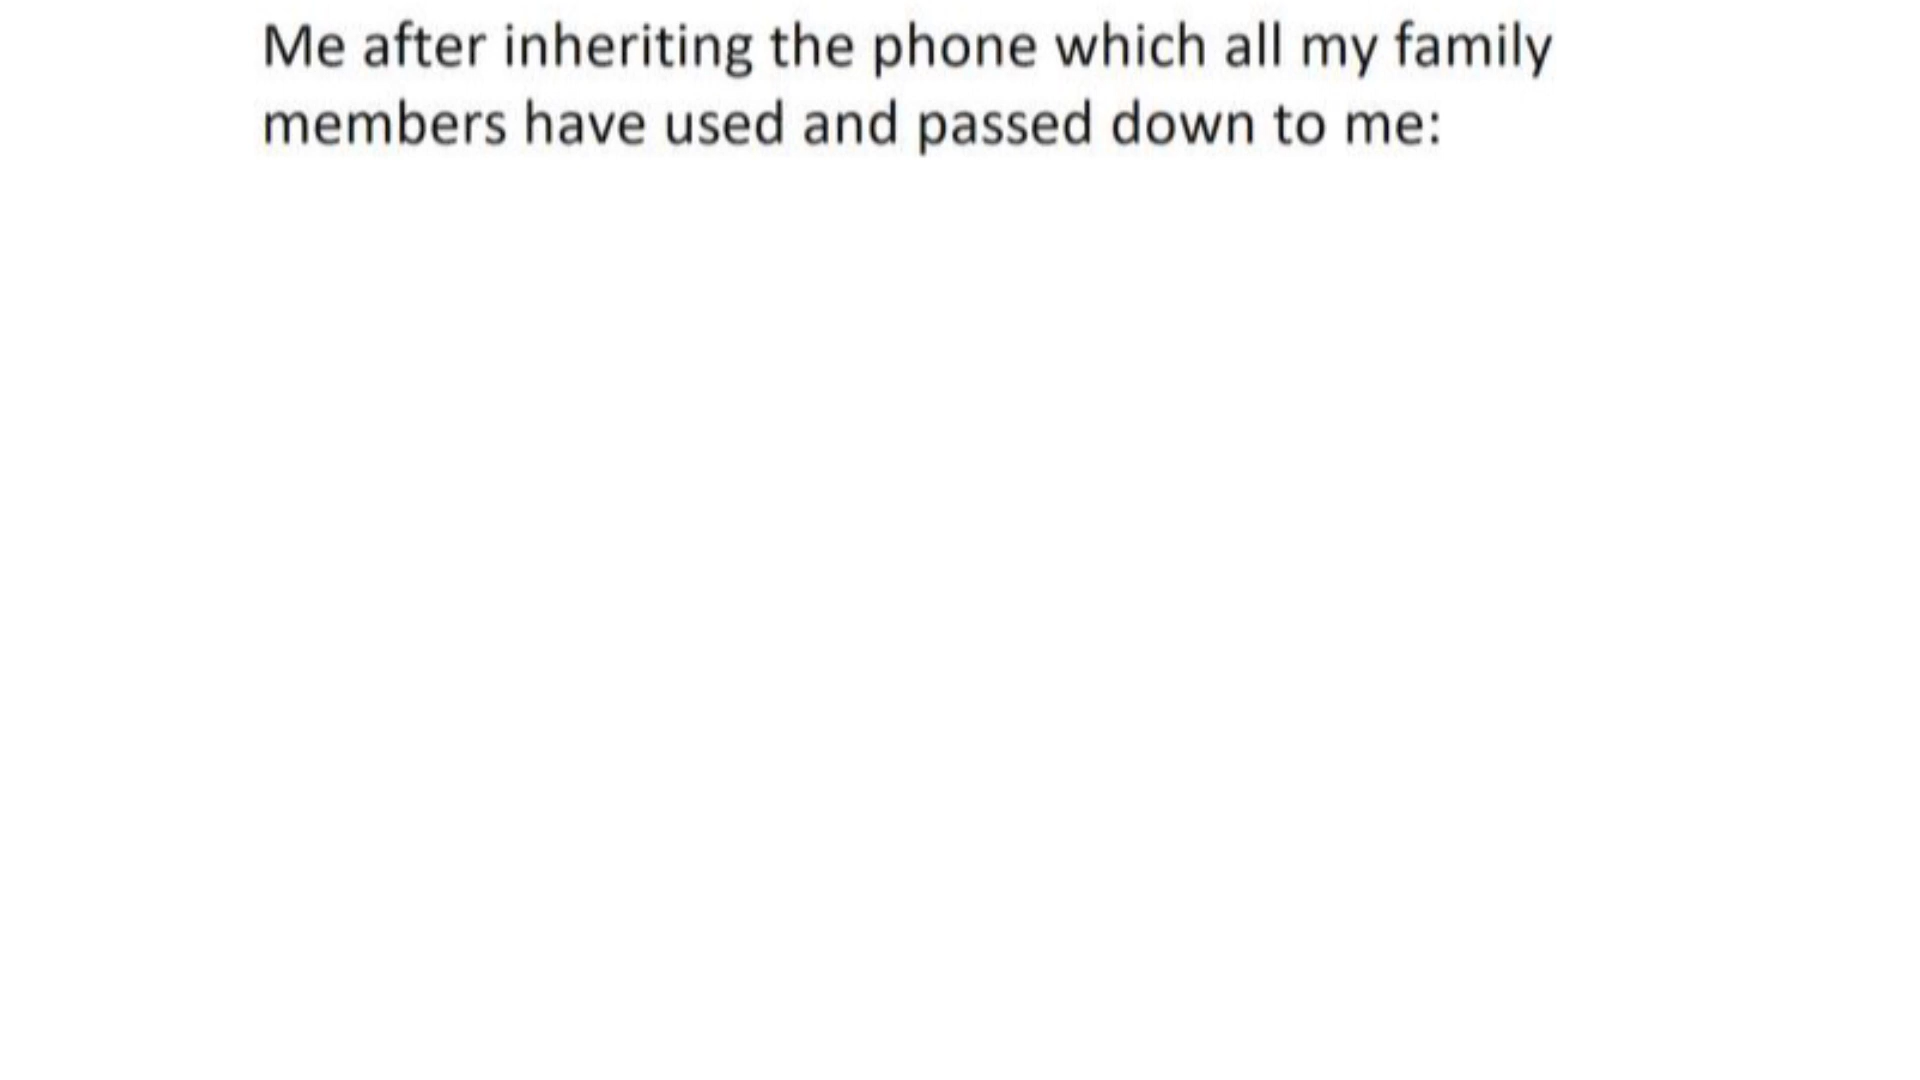 Me after inheriting the phone which all my family
members have used and passed down to me: